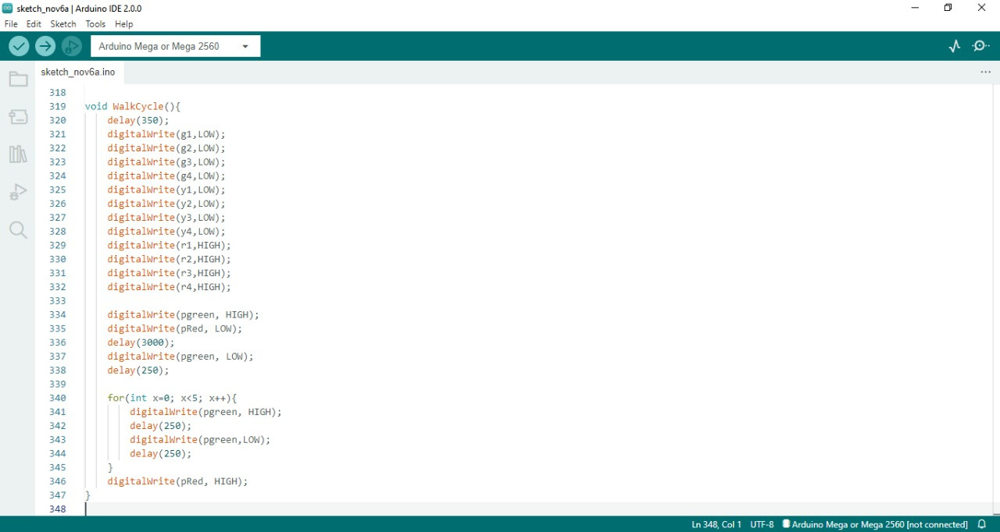 sketch_nov6a | Arduino IDE 2.0.0
File Edit Sketch Tools Help
Arduino Mega or Mega 2560
sketch_nov6a.ino
318
319 void WalkCycle(){
320 delay(350);
321 digitalWrite(g1,LOW);
322 digitalWrite(g2,LOW);
323 digitalWrite(g3,LOW);
324 digitalWrite(g4,LOW);
325 digitalWrite(y1,LOW);
326 digitalWrite(y2,LOW);
327 digitalWrite(y3,LOW);
328 digitalWrite(y4,LOW);
329 digitalWrite(r1,HIGH);
330 digitalWrite(r2,HIGH);
331 digitalWrite(r3,HIGH);
332 digitalWrite(r4,HIGH);
333
334 digitalWrite(pgreen, HIGH);
335 digitalWrite(pRed, LOW);
336 delay(3000);
337 digitalWrite(pgreen, LOW);
338 delay(250);
339
340 for(int x=0; x<5; x++){
341 digitalWrite(pgreen, HIGH);
342 delay(250);
343 digitalWrite(pgreen,LOW);
344 delay(250);
345 }
346 digitalWrite(pRed, HIGH);
347 }
348
Ln 348, Col 1 UTF-8 Arduino Mega or Mega 2560 [not connected]